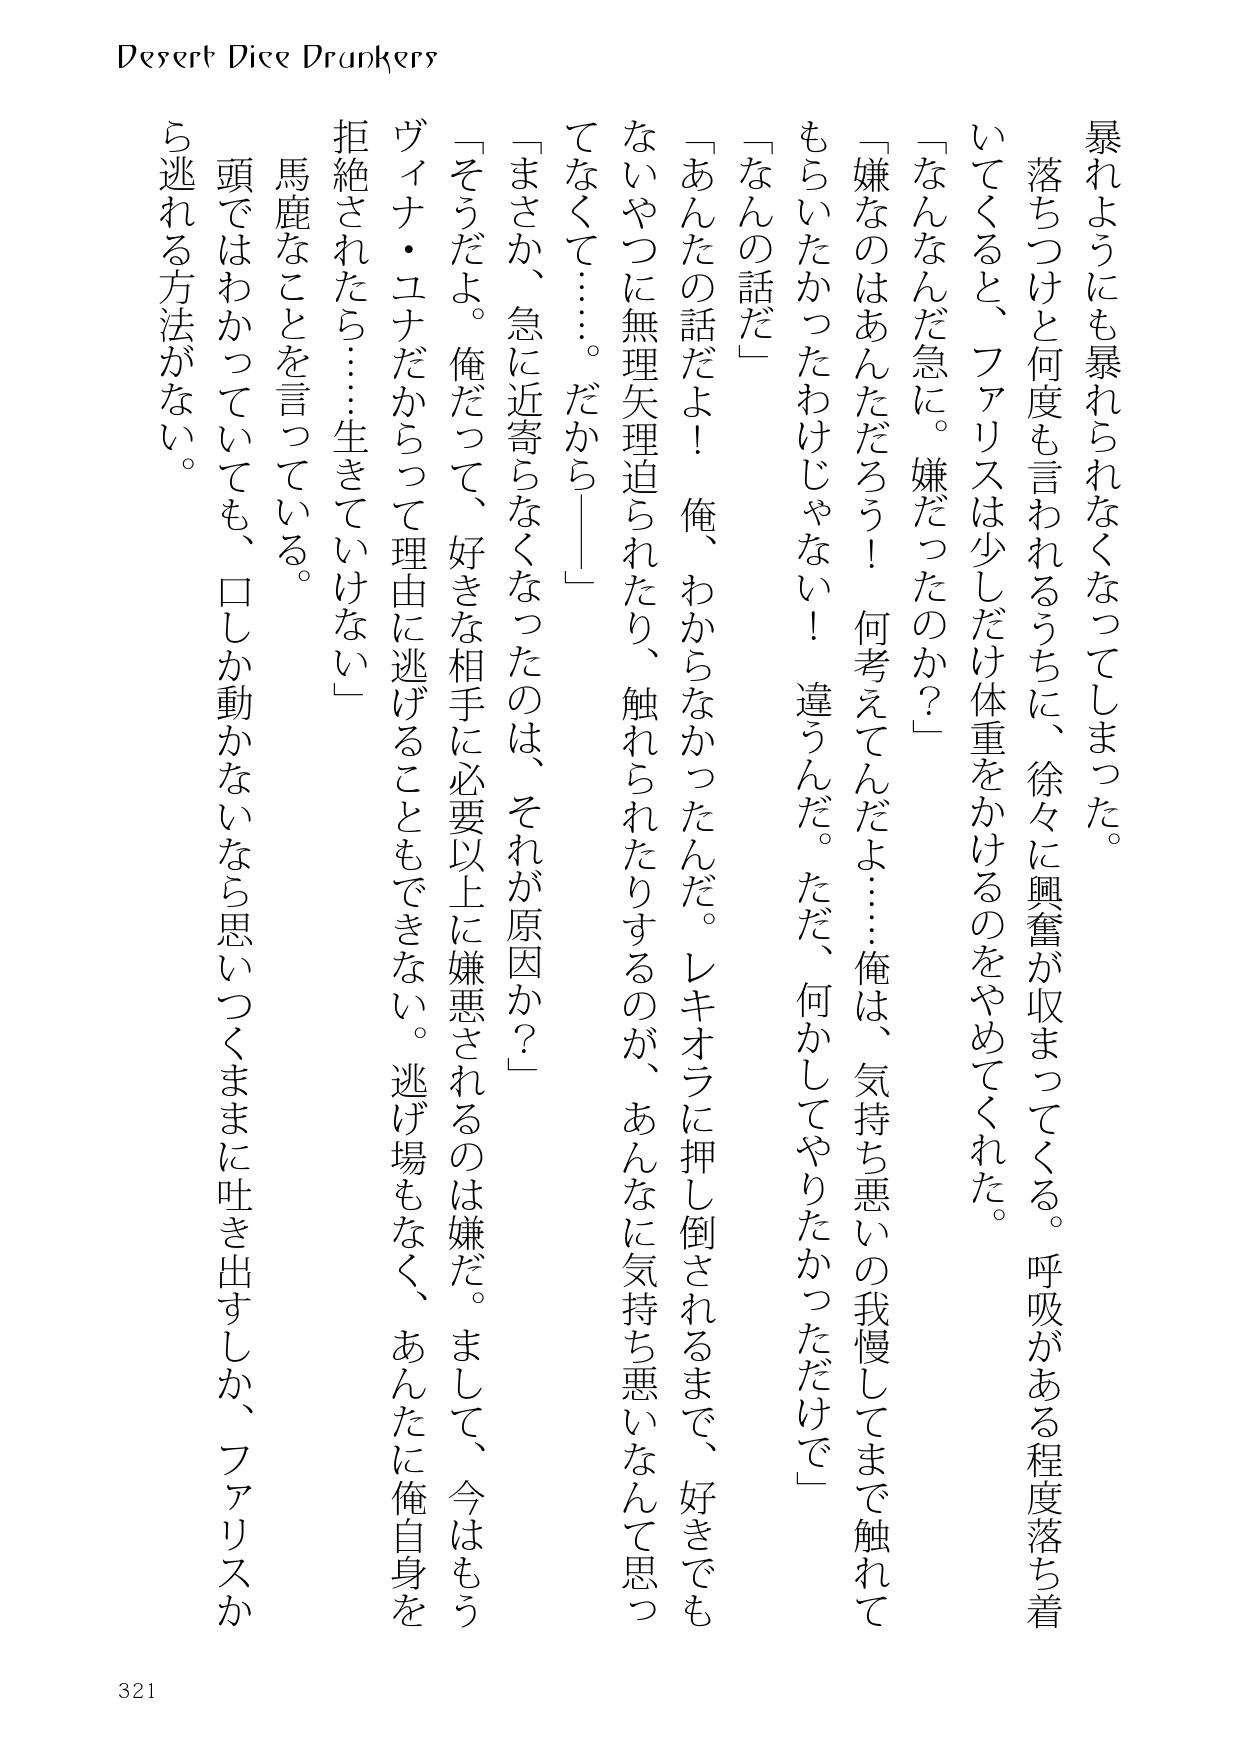 Desert Dice Drunkers
暴れようにも暴れられなくなってしまった。
　落ちつけと何度も言われるうちに、徐々に興奮が収まってくる。呼吸がある程度落ち着
いてくると、ファリスは少しだけ体重をかけるのをやめてくれた。
「なんなんだ急に。嫌だったのか？」
「嫌なのはあんただろう！　何考えてんだよ……俺は、気持ち悪いの我慢してまで触れて
もらいたかったわけじゃない！　違うんだ。ただ、何かしてやりたかっただけで」
「なんの話だ」
「あんたの話だよ！　俺、わからなかったんだ。レキオラに押し倒されるまで、好きでも
ないやつに無理矢理迫られたり、触れられたりするのが、あんなに気持ち悪いなんて思っ
てなくて……。だから――」
「まさか、急に近寄らなくなったのは、それが原因か？」
「そうだよ。俺だって、好きな相手に必要以上に嫌悪されるのは嫌だ。まして、今はもう
ヴィナ・ユナだからって理由に逃げることもできない。逃げ場もなく、あんたに俺自身を
拒絶されたら……生きていけない」
　馬鹿なことを言っている。
　頭ではわかっていても、口しか動かないなら思いつくままに吐き出すしか、ファリスか
ら逃れる方法がない。
321